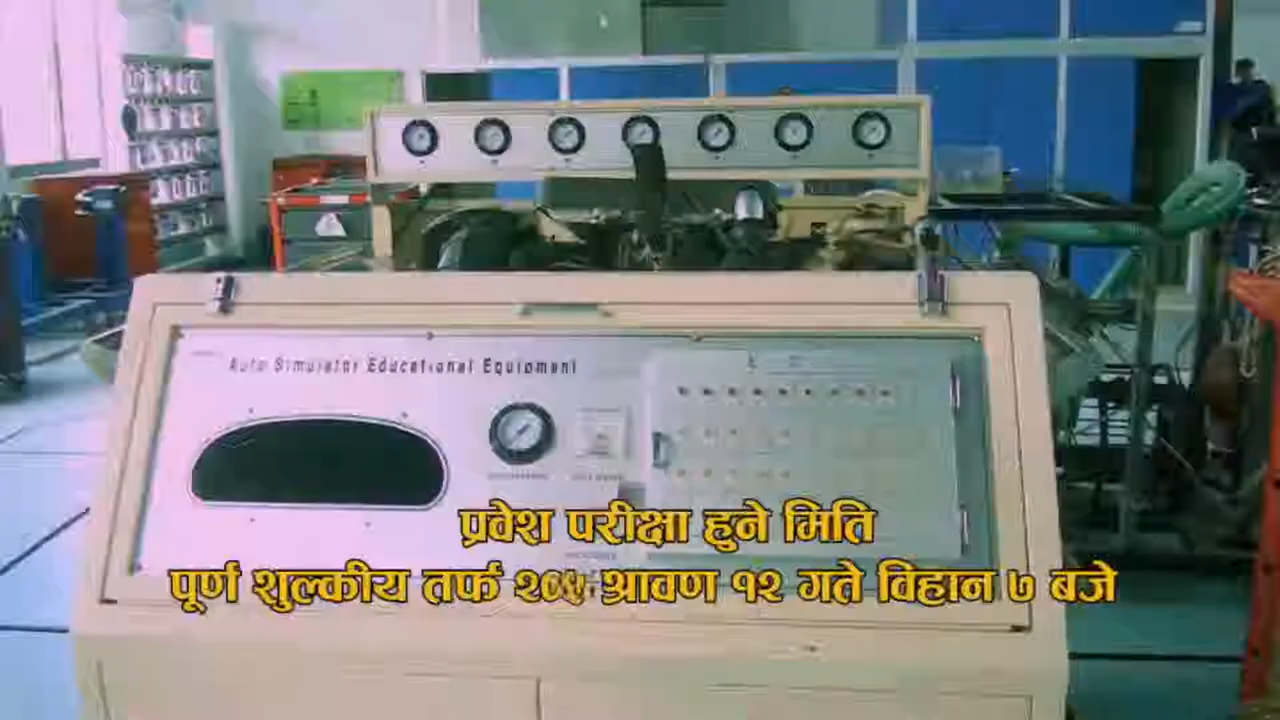 Auto Simulator Educational Equipment
प्रवेश परीक्षा हुने मिति
पूर्ण शुल्कीय तर्फ श्रावण १२ गते विहान ७ बजे